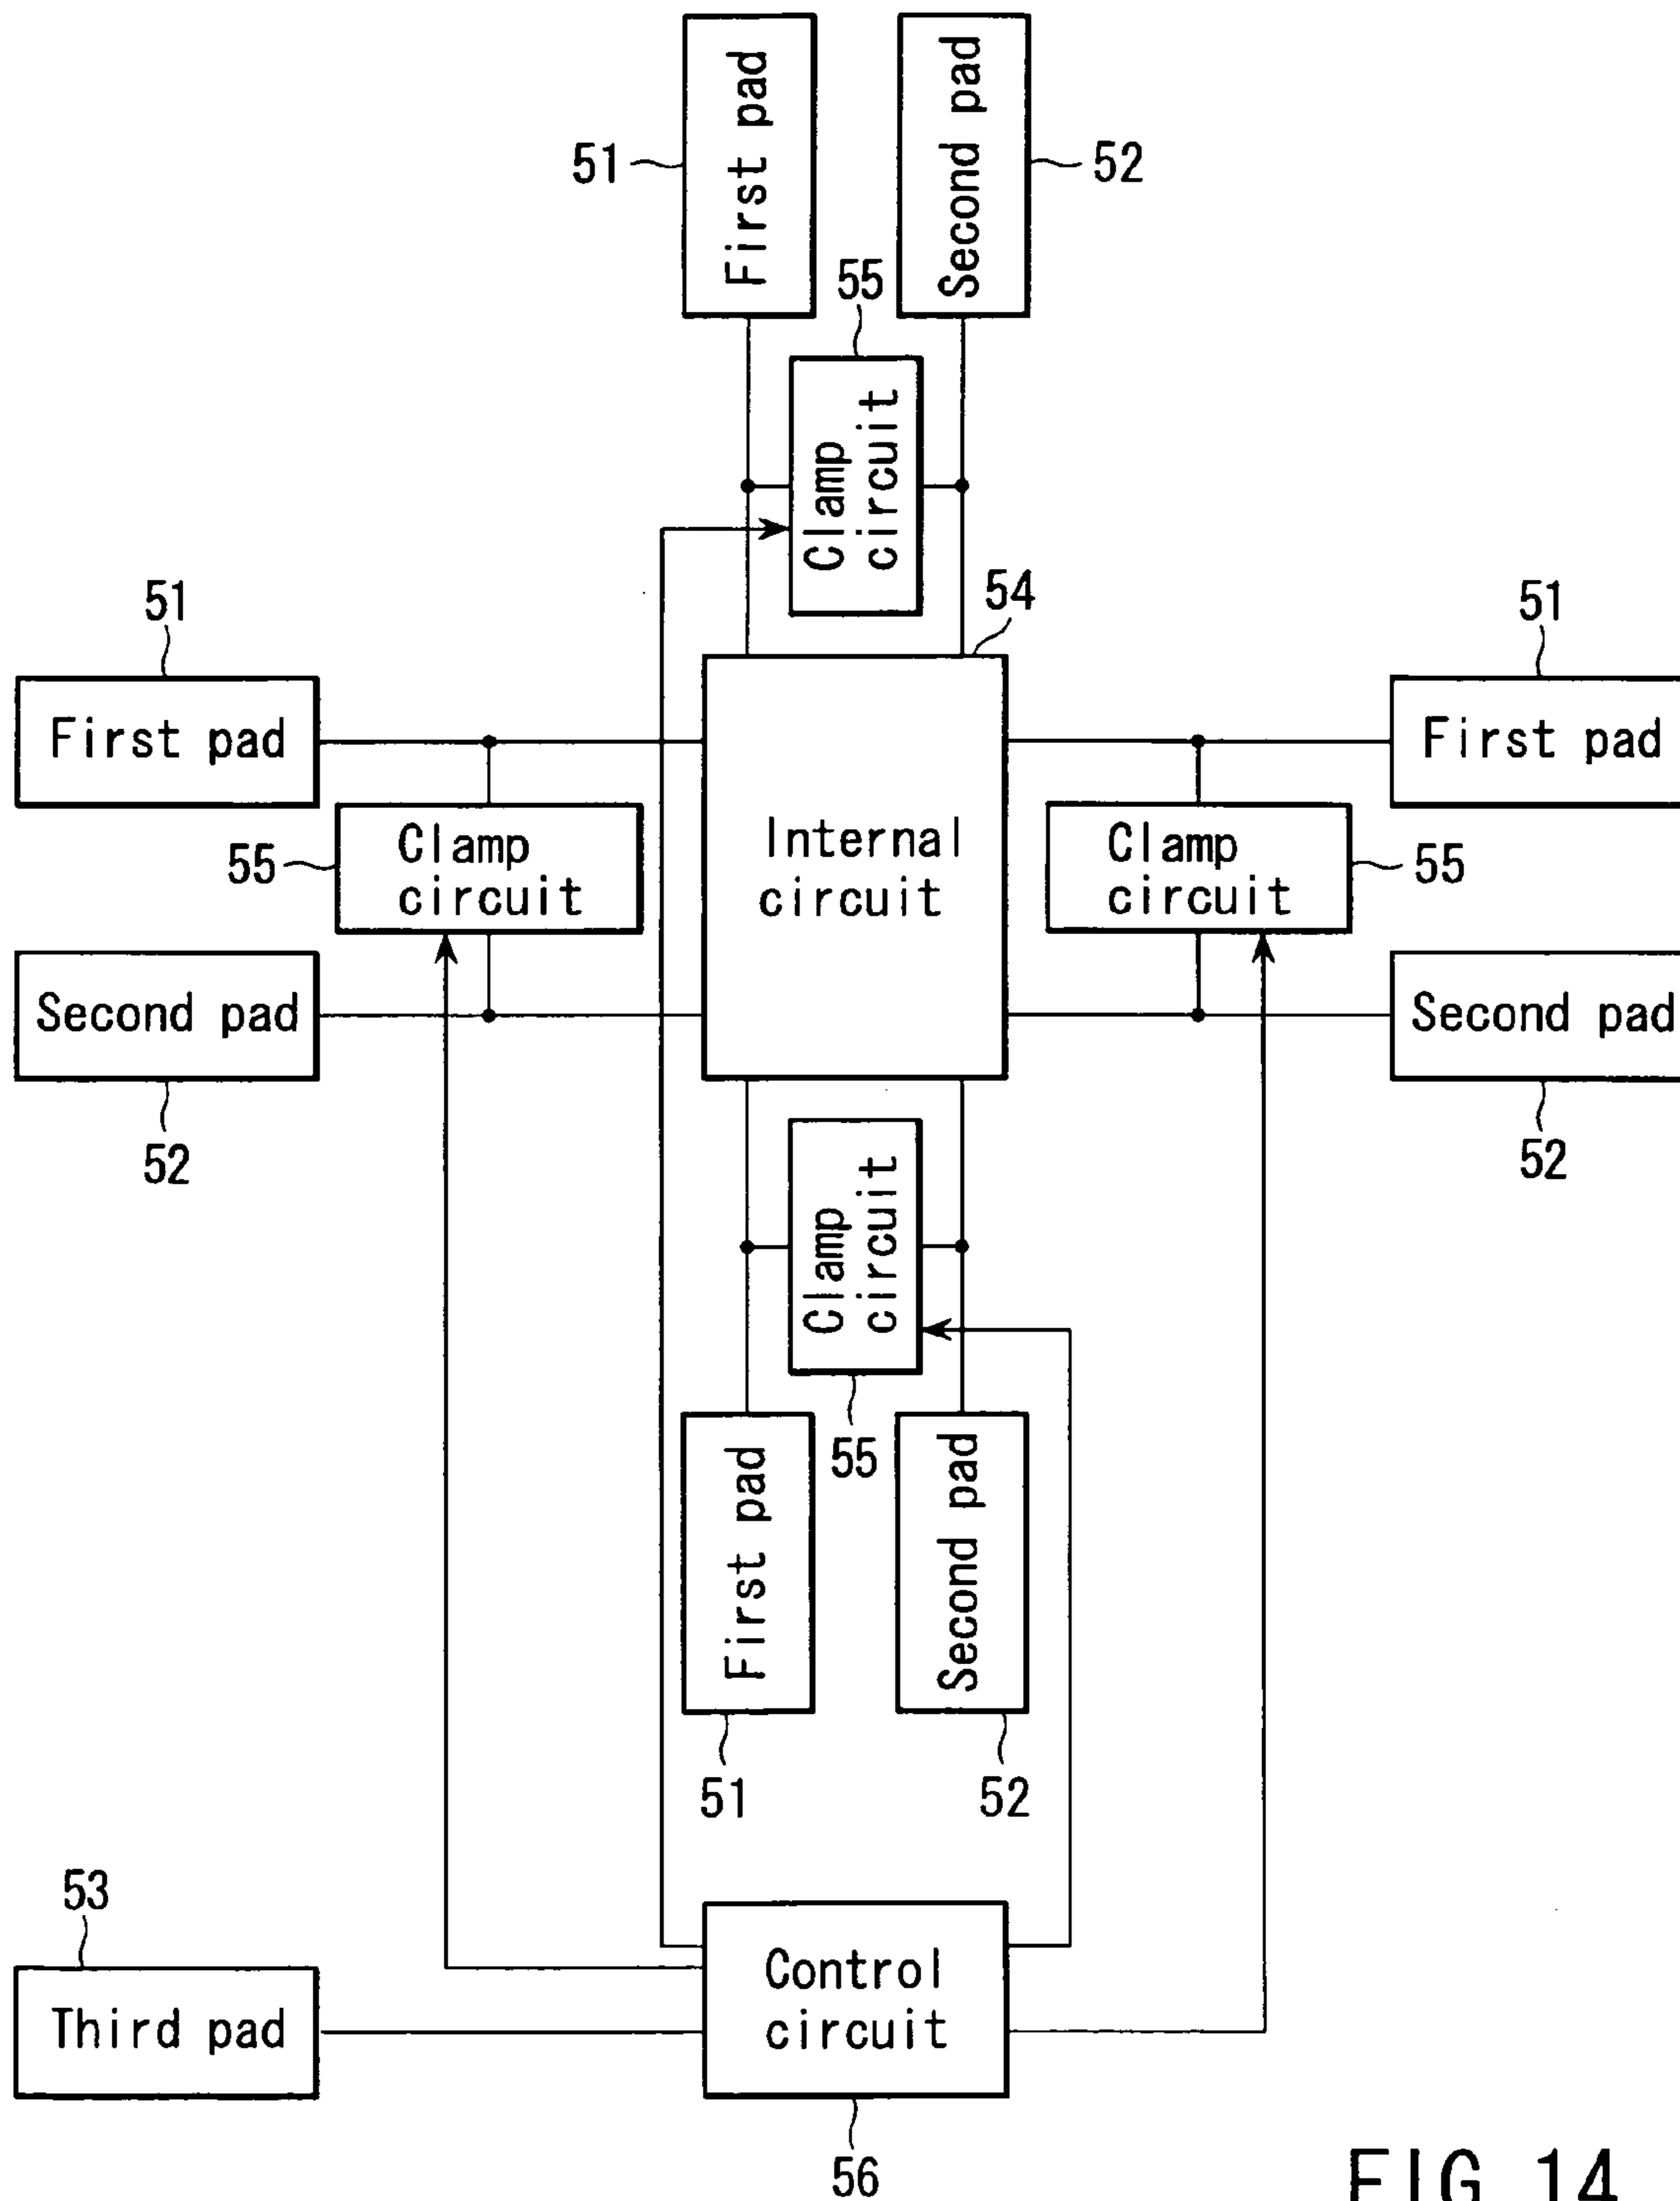 51
First pad
Second pad
52
55
Clamp
circuit
54
51
First pad
51
First pad
55
Clamp
circuit
Internal
circuit
Clamp
circuit
55
Second pad
52
Second pad
52
Clamp
circuit
55
First pad
51
Second pad
52
53
Third pad
Control
circuit
56
FIG. 14